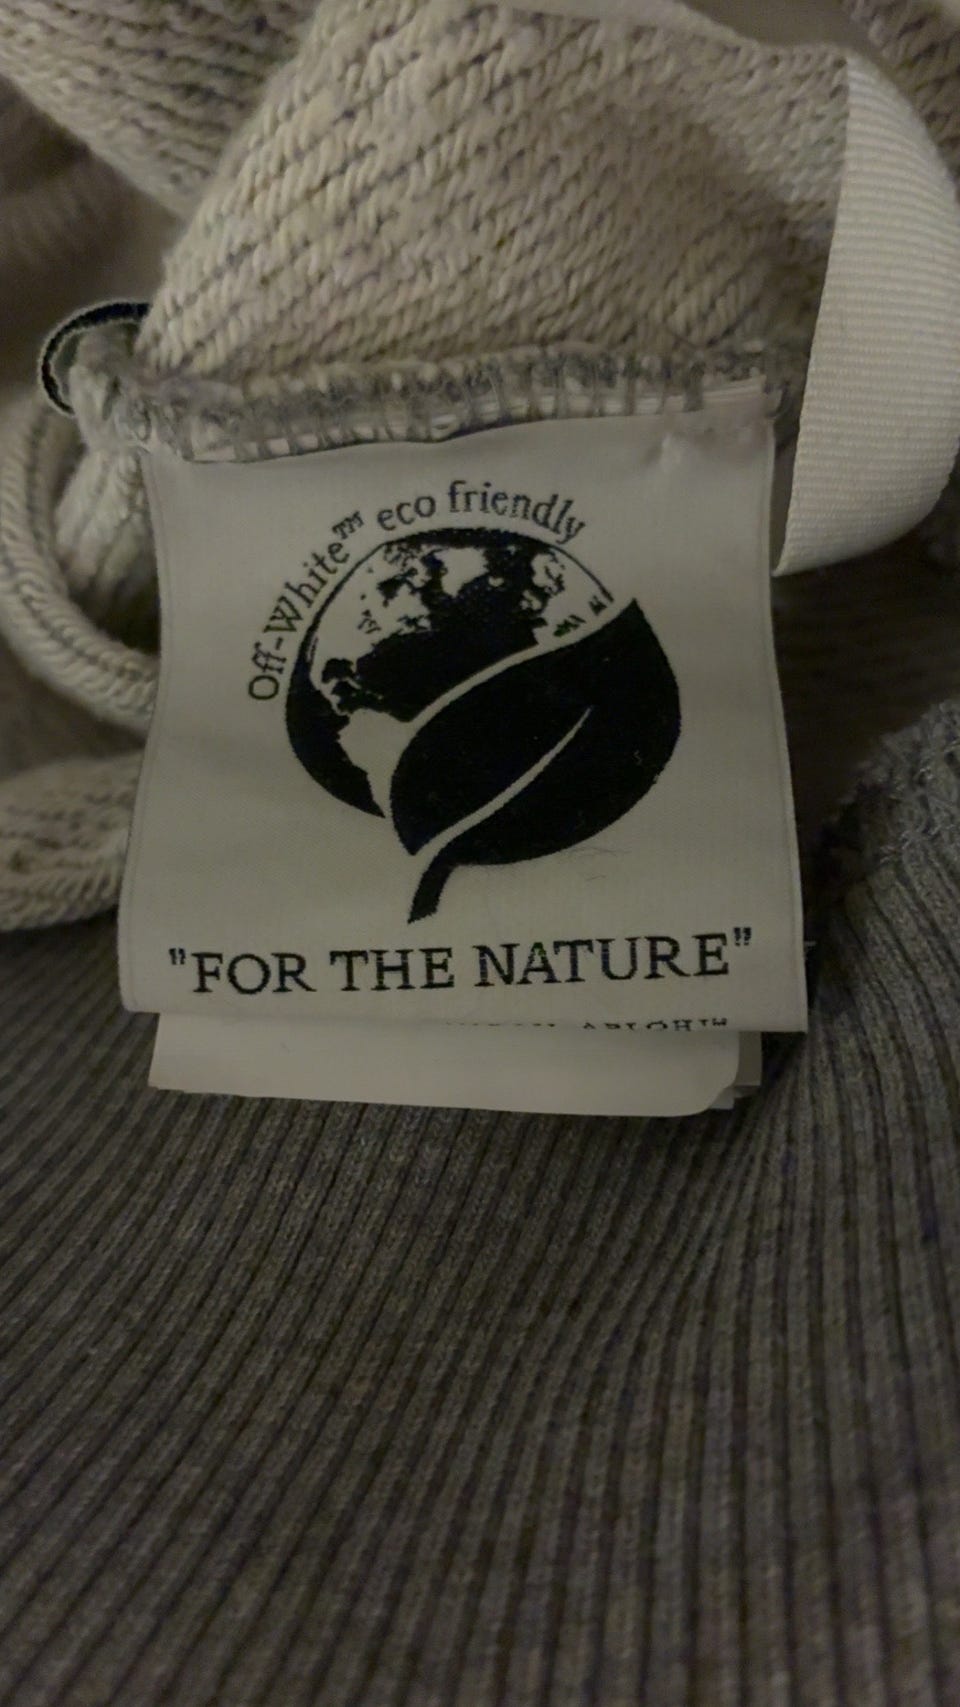 Off-White™ eco friendly
"FOR THE NATURE"